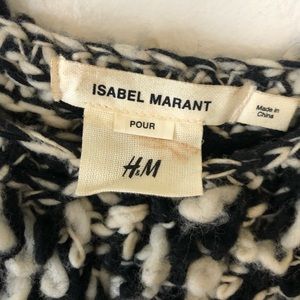 ISABEL MARANT
POUR
H&M
Made in
China